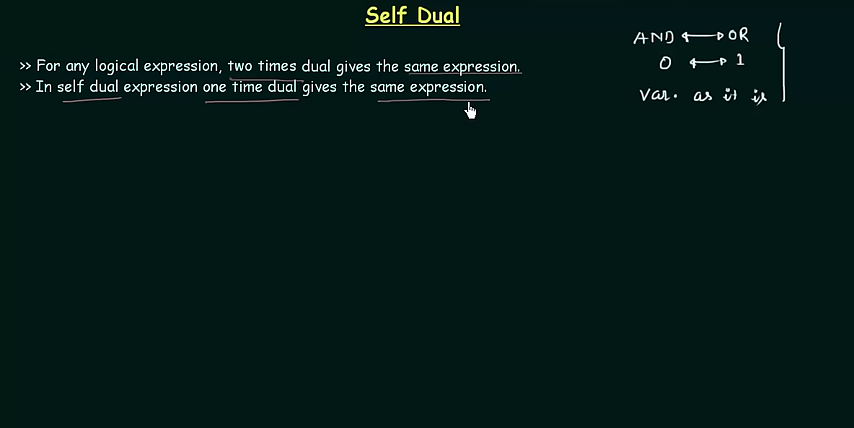 Self Dual
>> For any logical expression, two times dual gives the same expression.
>> In self dual expression one time dual gives the same expression.
AND ↔ OR
0 ↔ 1
Var. as it is